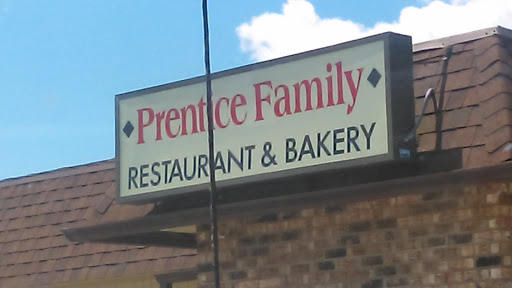 Prentice Family
RESTAURANT & BAKERY